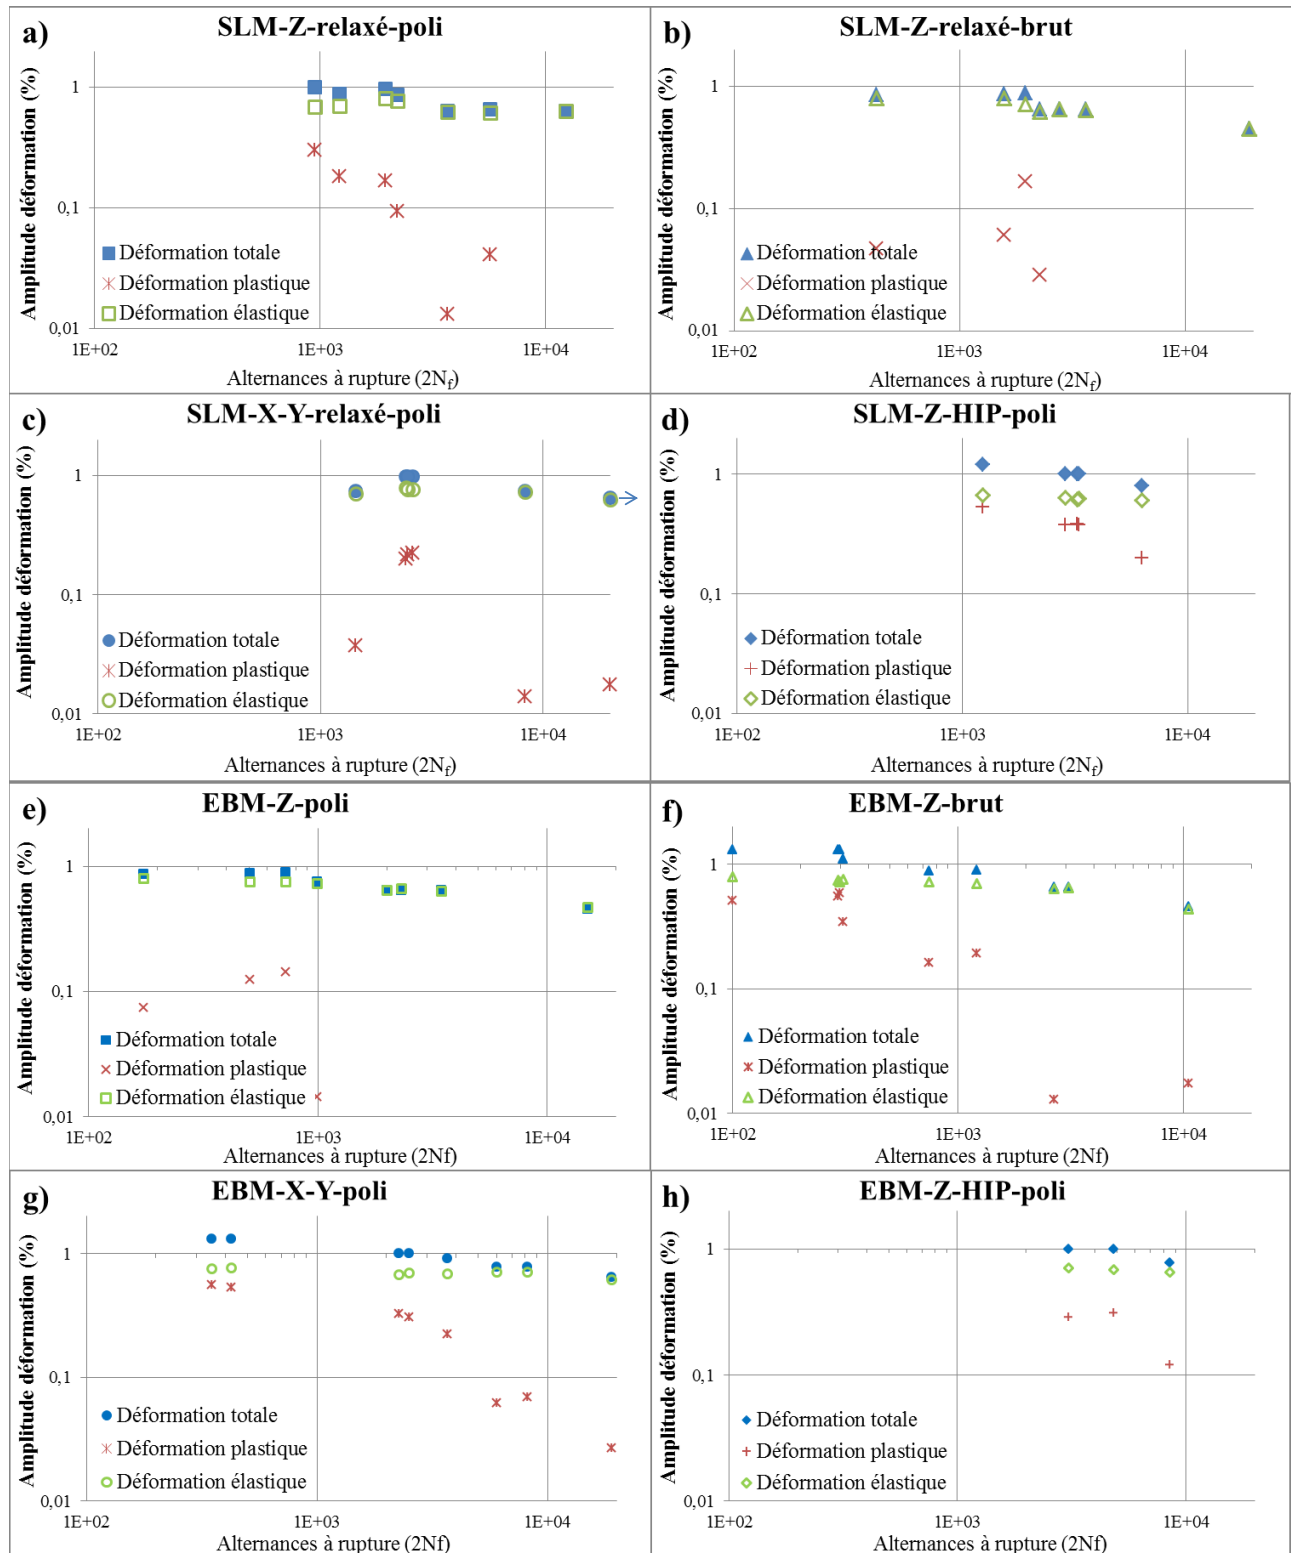 a)
SLM-Z-relaxé-poli
Amplitude déformation (%)
1
0,1
0,01
Déformation totale
Déformation plastique
Déformation élastique
1E+02
1E+03
1E+04
Alternances à rupture (2Nf)
b)
SLM-Z-relaxé-brut
Amplitude déformation (%)
1
0,1
0,01
Déformation totale
Déformation plastique
Déformation élastique
1E+02
1E+03
1E+04
Alternances à rupture (2Nf)
c)
SLM-X-Y-relaxé-poli
Amplitude déformation (%)
1
0,1
0,01
Déformation totale
Déformation plastique
Déformation élastique
1E+02
1E+03
1E+04
Alternances à rupture (2Nf)
d)
SLM-Z-HIP-poli
Amplitude déformation (%)
1
0,1
0,01
Déformation totale
Déformation plastique
Déformation élastique
1E+02
1E+03
1E+04
Alternances à rupture (2Nf)
e)
EBM-Z-poli
Amplitude déformation (%)
1
0,1
0,01
Déformation totale
Déformation plastique
Déformation élastique
1E+02
1E+03
1E+04
Alternances à rupture (2Nf)
f)
EBM-Z-brut
Amplitude déformation (%)
1
0,1
0,01
Déformation totale
Déformation plastique
Déformation élastique
1E+02
1E+03
1E+04
Alternances à rupture (2Nf)
g)
EBM-X-Y-poli
Amplitude déformation (%)
1
0,1
0,01
Déformation totale
Déformation plastique
Déformation élastique
1E+02
1E+03
1E+04
Alternances à rupture (2Nf)
h)
EBM-Z-HIP-poli
Amplitude déformation (%)
1
0,1
0,01
Déformation totale
Déformation plastique
Déformation élastique
1E+02
1E+03
1E+04
Alternances à rupture (2Nf)